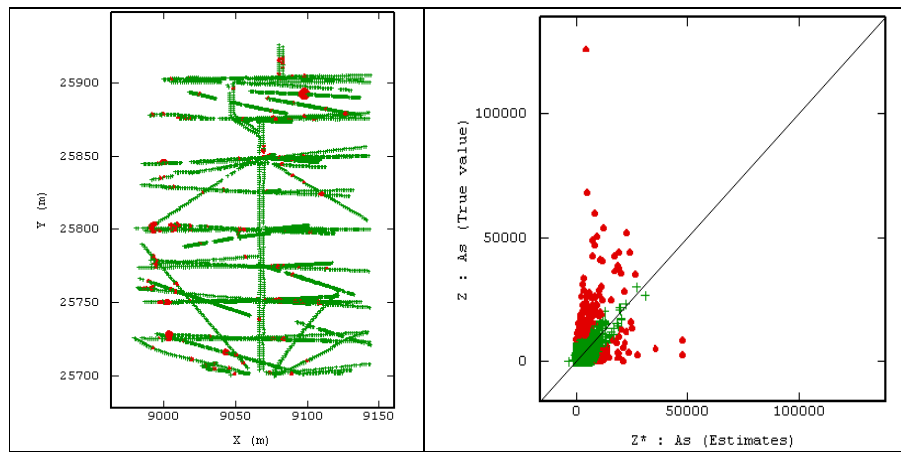 25900
25850
25800
25750
25700
Y (m)
9000 9050 9100 9150
X (m)
100000
50000
0
Z : As (True value)
0 50000 100000
Z* : As (Estimates)